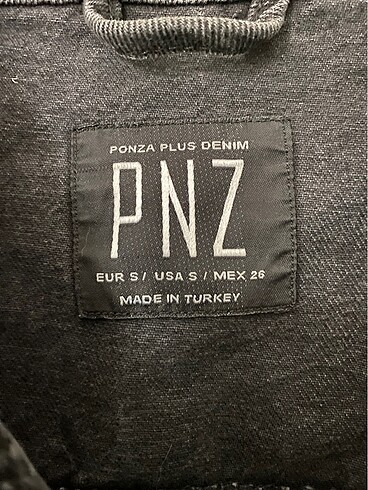 PONZA PLUS DENIM
PNZ
EUR S / USA S / MEX 26
MADE IN TURKEY